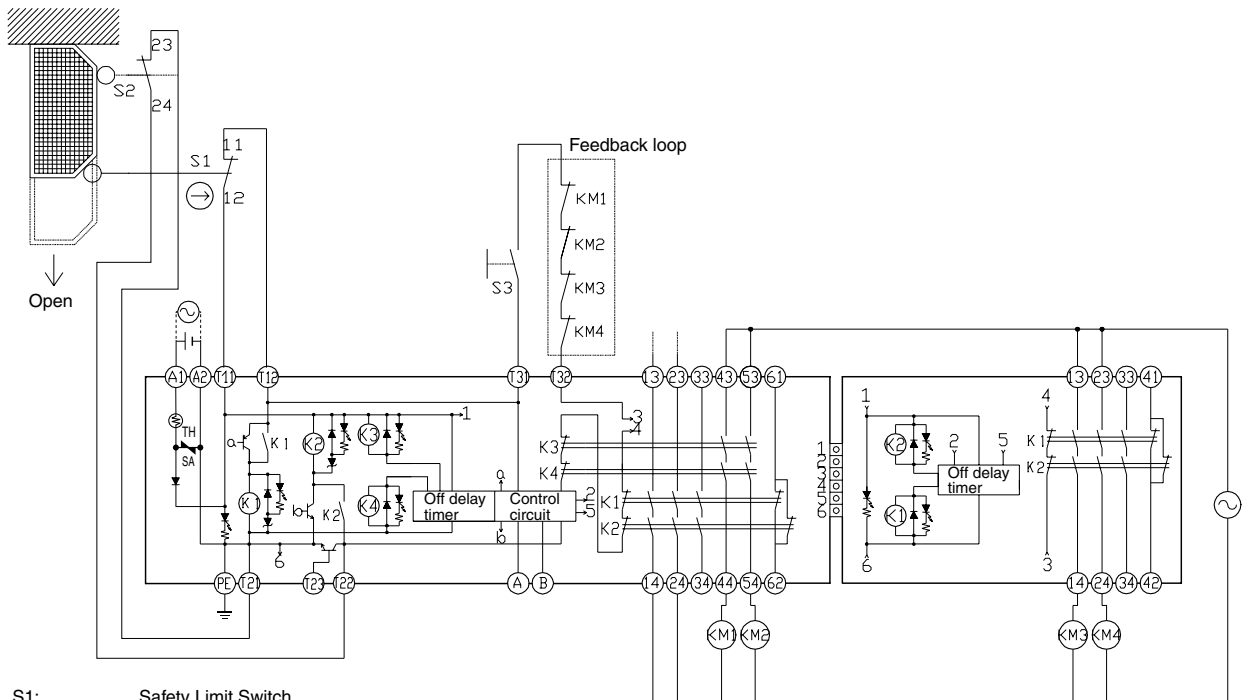 23
S2
24
11
S1
12
Open
Feedback loop
KM1
KM2
KM3
KM4
S3
A1 A2 T11 T12 T31 T32 13 23 33 43 53 61
13 23 33 41
TH
SA
a
K1
K2
K3
1
K1
b
K2
K4
Off delay
timer
a
Control
circuit
b
2
5
3
4
K3
K4
K1
K2
6
1
2
3
4
5
6
1
K2
2
5
Off delay
timer
K1
6
4
K1
K2
3
PE T21 T23 T22 A B 14 24 34 44 54 62
14 24 34 42
KM1 KM2
KM3 KM4
S1: Safety Limit Switch